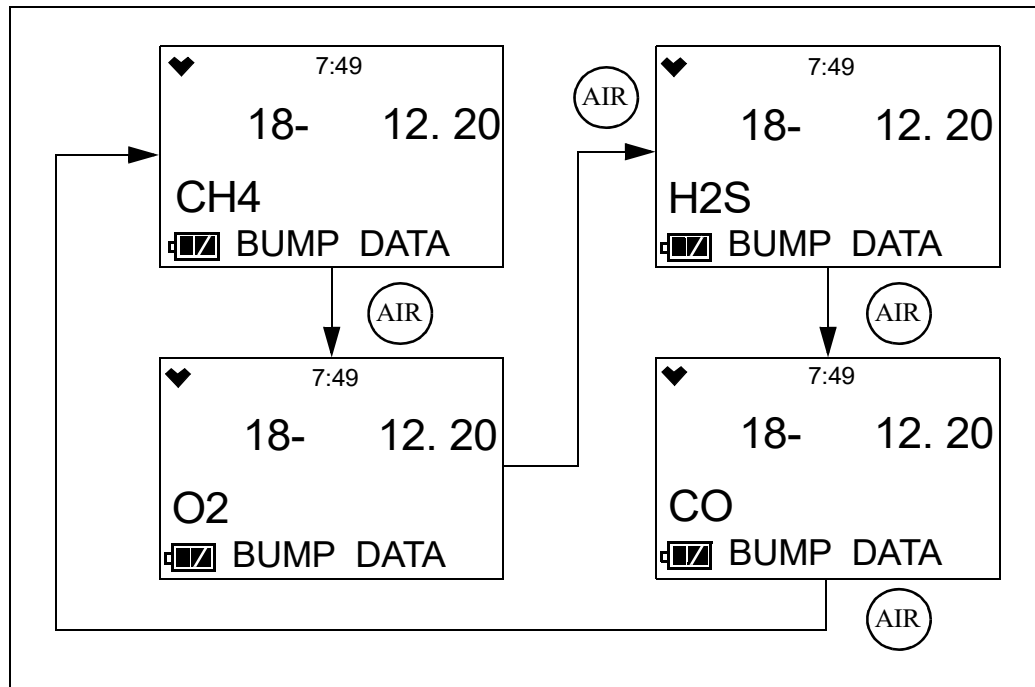 7:49
18- 12. 20
CH4
BUMP DATA
AIR
7:49
18- 12. 20
O2
BUMP DATA
AIR
7:49
18- 12. 20
H2S
BUMP DATA
AIR
7:49
18- 12. 20
CO
BUMP DATA
AIR